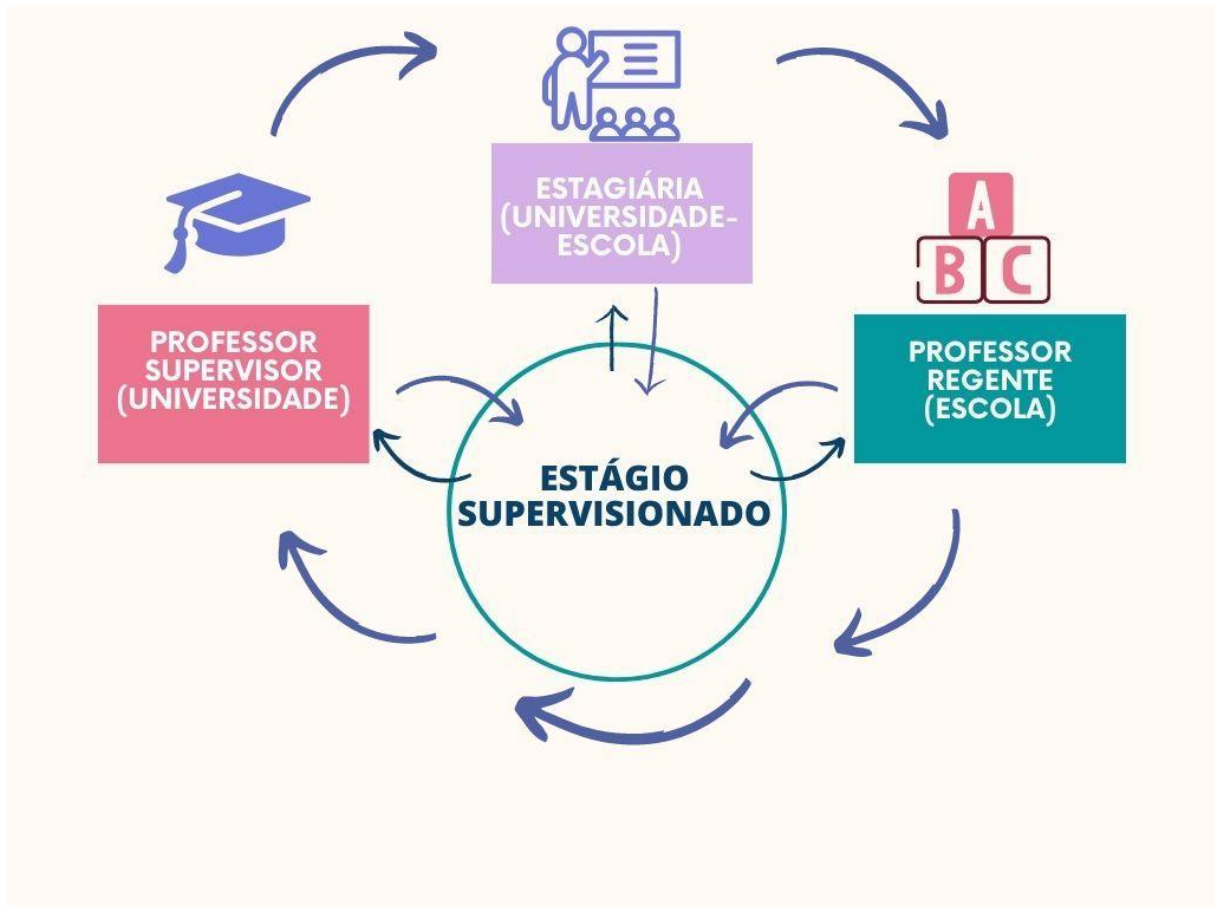 ESTAGIÁRIA
(UNIVERSIDADE-
ESCOLA)
A
B C
PROFESSOR
SUPERVISOR
(UNIVERSIDADE)
PROFESSOR
REGENTE
(ESCOLA)
ESTÁGIO
SUPERVISIONADO